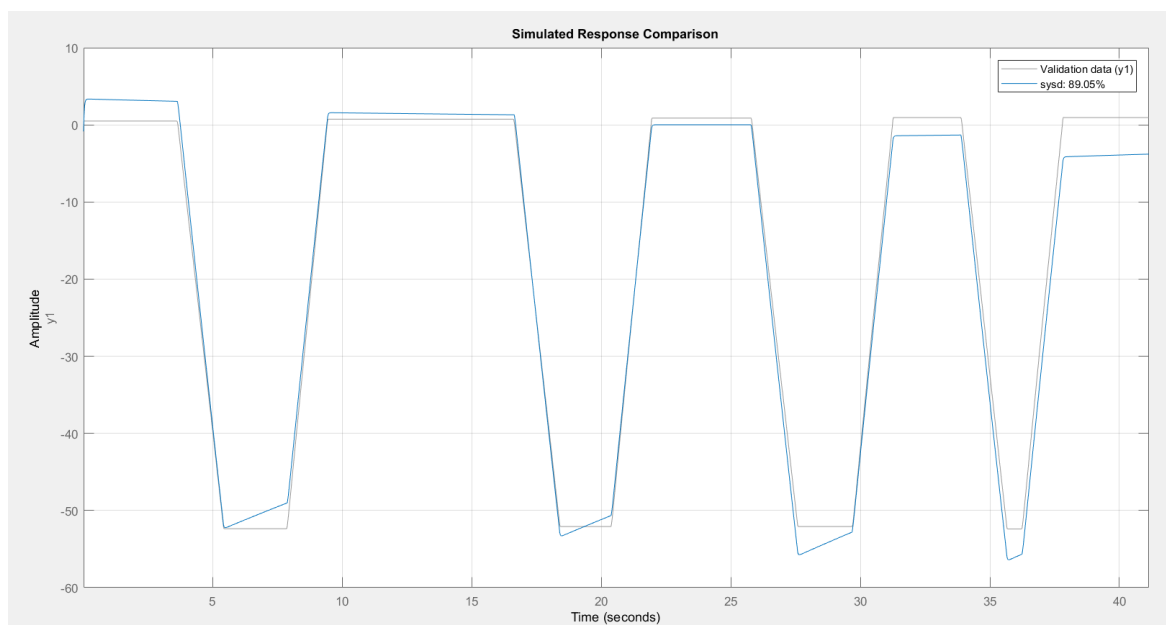 Simulated Response Comparison
10
0
-10
-20
-30
-40
-50
-60
Amplitude
y1
Validation data (y1)
sysd: 89.05%
5
10
15
20
25
30
35
40
Time (seconds)